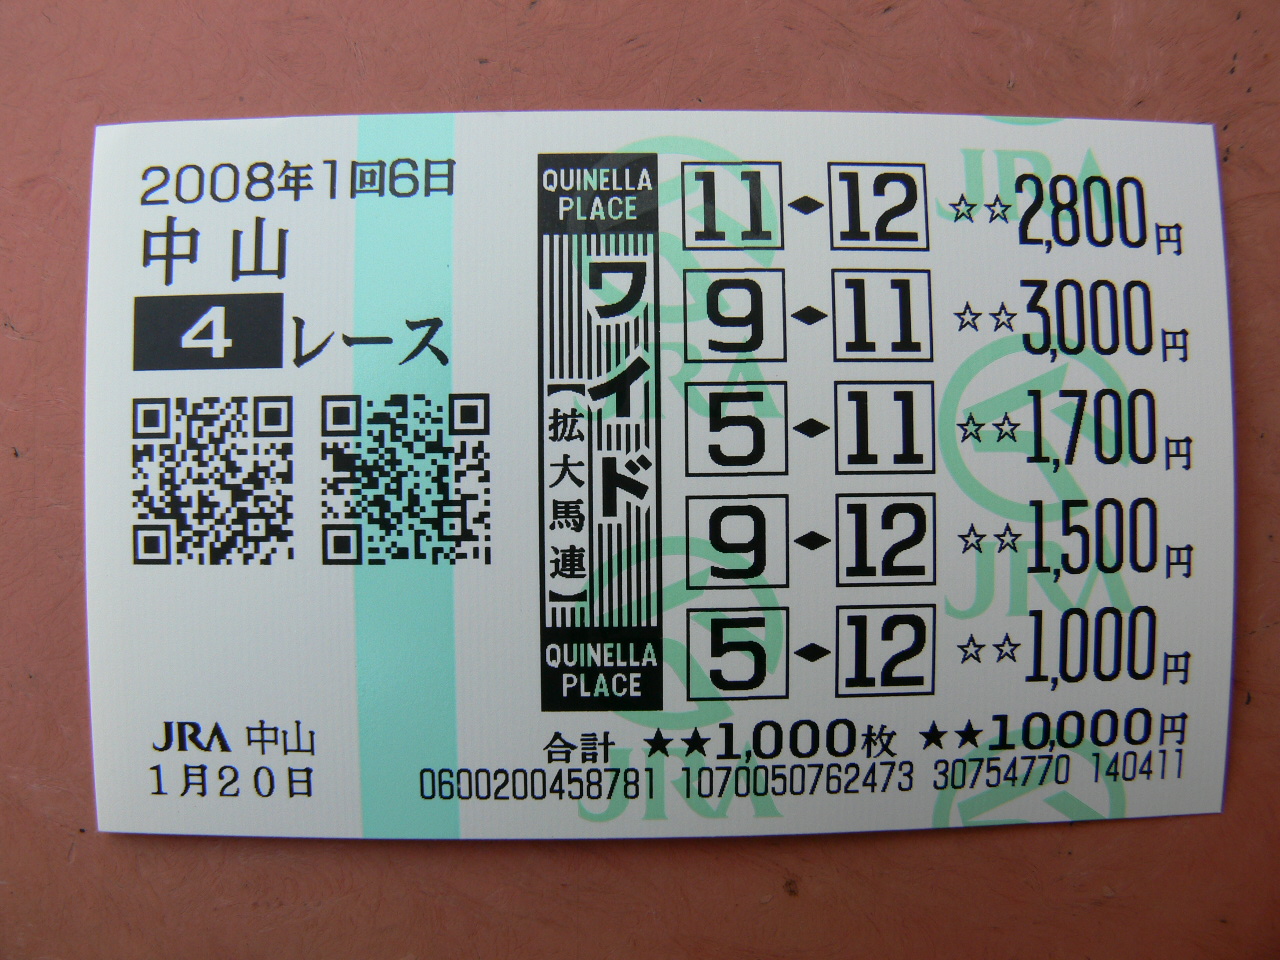 2008年1回6日
中山
4レース
JRA 中山
1月20日
QUINELLA
PLACE
ワイド
【拡大馬連】
QUINELLA
PLACE
11◆12 ☆☆2,800円
9◆11 ☆☆3,000円
5◆11 ☆☆1,700円
9◆12 ☆☆1,500円
5◆12 ☆☆1,000円
合計 ★★1,000枚 ★★10,000円
0600200458781 1070050762473 30754770 140411
JRA
JRA
JRA
JRA